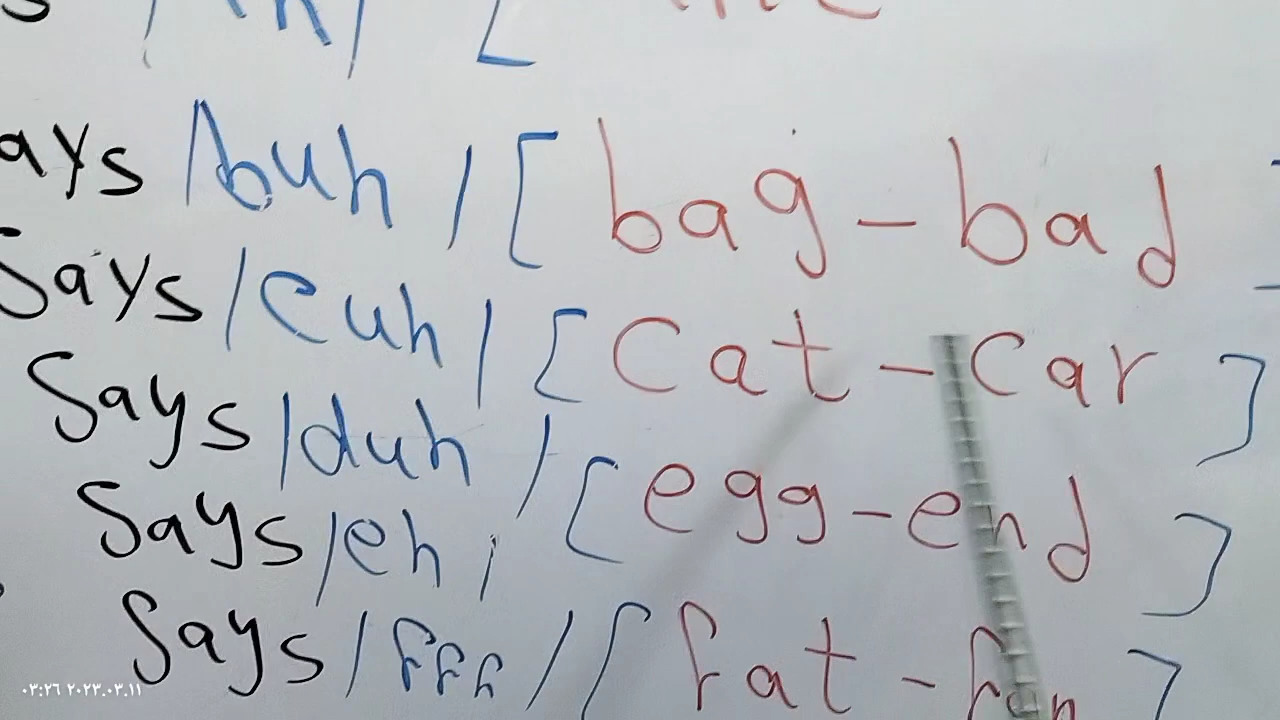 ays /buh/ [bag - bad]
Says /cuh/ [Cat - Car]
Says /duh/
Says /eh/ [egg - end]
Says /fff/ [fat - fan]
٠٣:٢٦ ٢٠٢٣.٠٣.١١